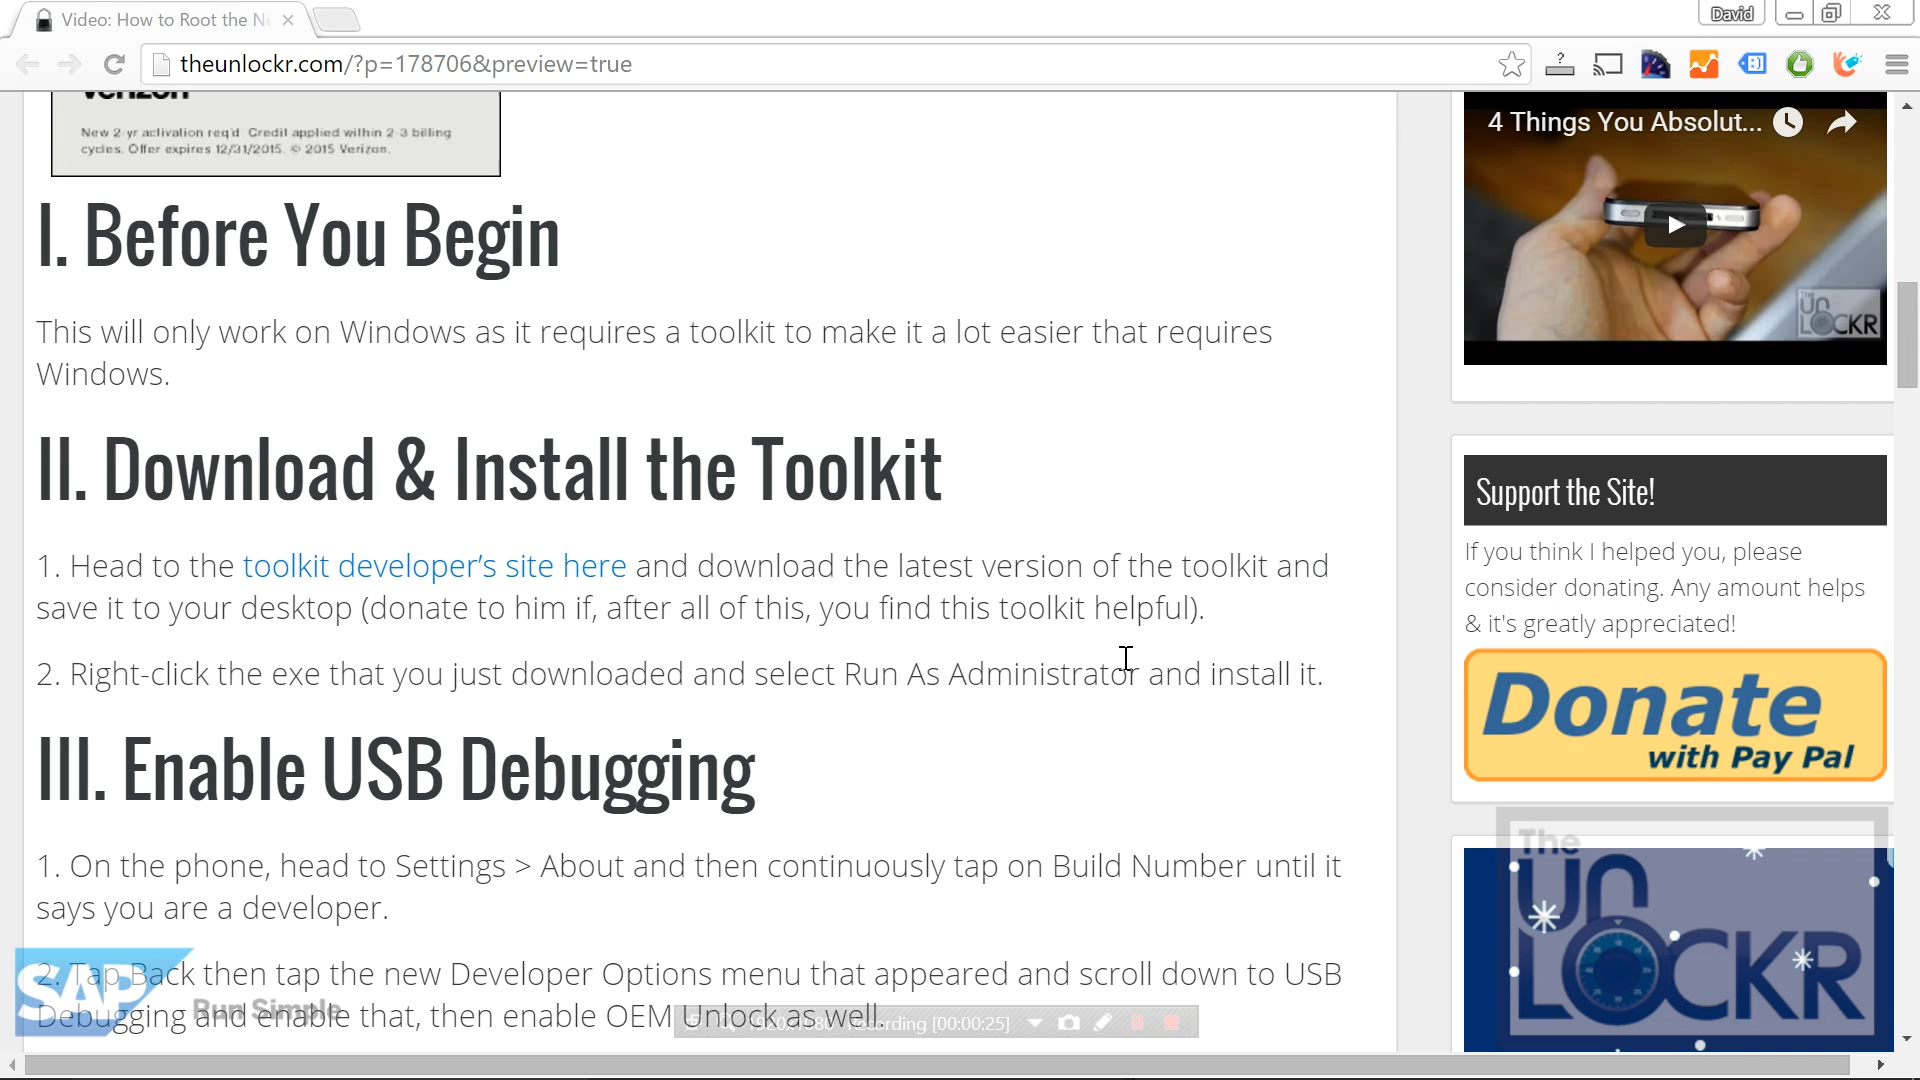 Video: How to Root the Ne
David
theunlockr.com/?p=178706&preview=true
verizon
New 2-yr activation req'd. Credit applied within 2-3 billing
cycles. Offer expires 12/31/2015. © 2015 Verizon.
I. Before You Begin
This will only work on Windows as it requires a toolkit to make it a lot easier that requires
Windows.
II. Download & Install the Toolkit
1. Head to the toolkit developer’s site here and download the latest version of the toolkit and
save it to your desktop (donate to him if, after all of this, you find this toolkit helpful).
2. Right-click the exe that you just downloaded and select Run As Administrator and install it.
III. Enable USB Debugging
1. On the phone, head to Settings > About and then continuously tap on Build Number until it
says you are a developer.
2. Tap Back then tap the new Developer Options menu that appeared and scroll down to USB
Debugging and enable that, then enable OEM Unlock as well.
SAP
Run Simple
1920x1080 Recording [00:00:25]
4 Things You Absolut...
The
UN
LOCKR
Support the Site!
If you think I helped you, please
consider donating. Any amount helps
& it's greatly appreciated!
Donate
with Pay Pal
The
UN
LOCKR